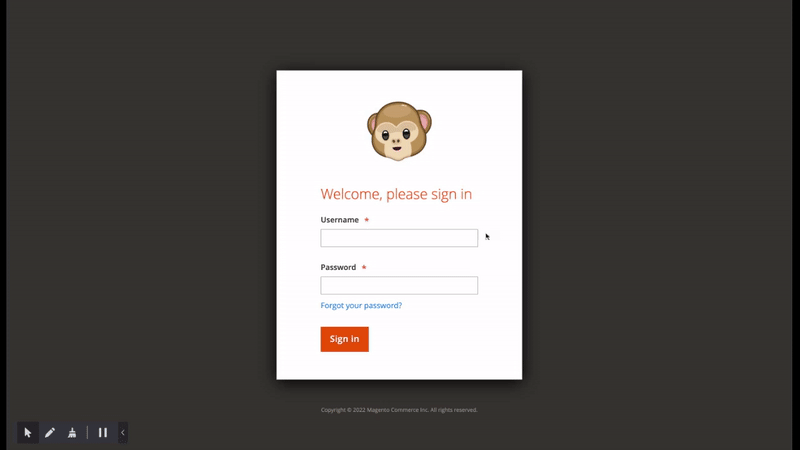 Welcome, please sign in
Username *
Password *
Forgot your password?
Sign in
Copyright © 2022 Magento Commerce Inc. All rights reserved.